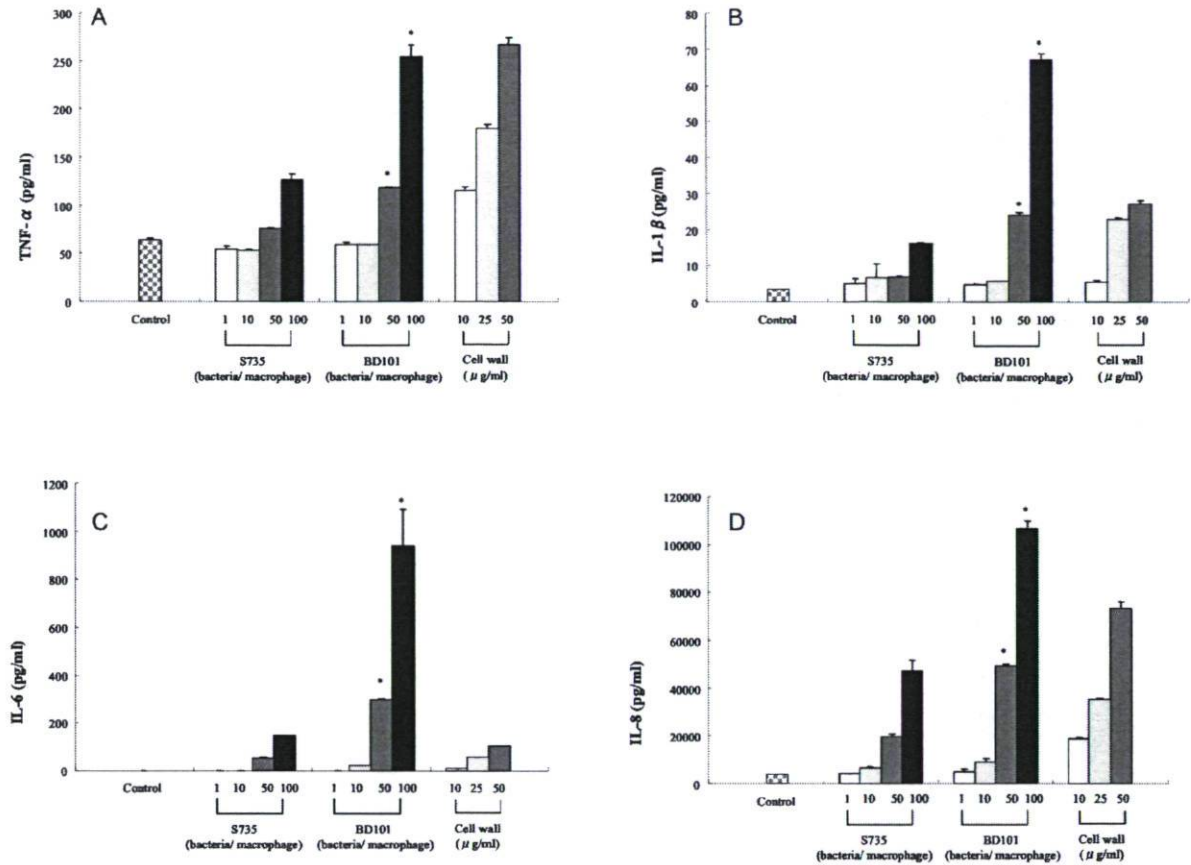 A
300
250
200
150
100
50
0
TNF-α (pg/ml)
Control
1 10 50 100
1 10 50 100
10 25 50
S735
(bacteria/ macrophage)
BD101
(bacteria/ macrophage)
Cell wall
( μ g/ml)
B
80
70
60
50
40
30
20
10
0
IL-1 β (pg/ml)
Control
1 10 50 100
1 10 50 100
10 25 50
S735
(bacteria/ macrophage)
BD101
(bacteria/ macrophage)
Cell wall
( μ g/ml)
C
1200
1000
800
600
400
200
0
IL-6 (pg/ml)
Control
1 10 50 100
1 10 50 100
10 25 50
S735
(bacteria/ macrophage)
BD101
(bacteria/ macrophage)
Cell wall
( μ g/ml)
D
120000
100000
80000
60000
40000
20000
0
IL-8 (pg/ml)
Control
1 10 50 100
1 10 50 100
10 25 50
S735
(bacteria/ macrophage)
BD101
(bacteria/ macrophage)
Cell wall
( μ g/ml)